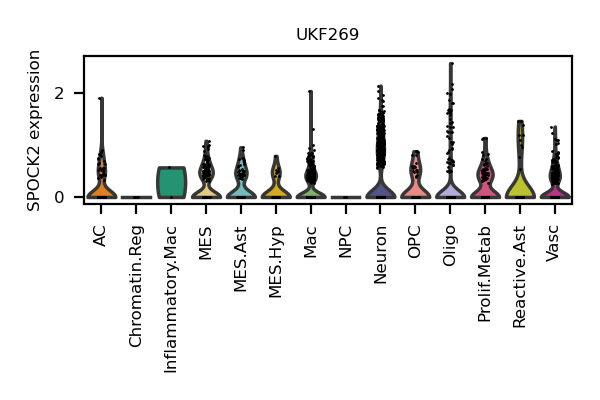 UKF269
SPOCK2 expression
2
0
AC
Chromatin.Reg
Inflammatory.Mac
MES
MES.Ast
MES.Hyp
Mac
NPC
Neuron
OPC
Oligo
Prolif.Metab
Reactive.Ast
Vasc